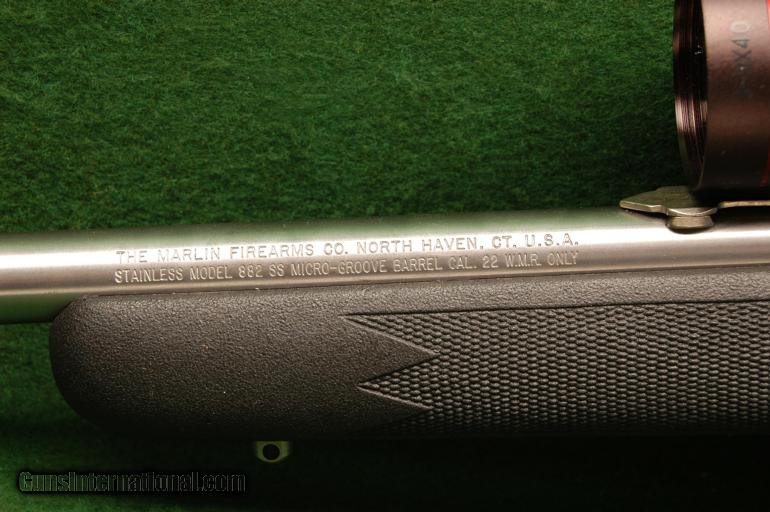 X40
THE MARLIN FIREARMS CO. NORTH HAVEN, CT. U.S.A.
STAINLESS MODEL 882 SS MICRO-GROOVE BARREL CAL. 22 W.M.R. ONLY
GunsInternational.com